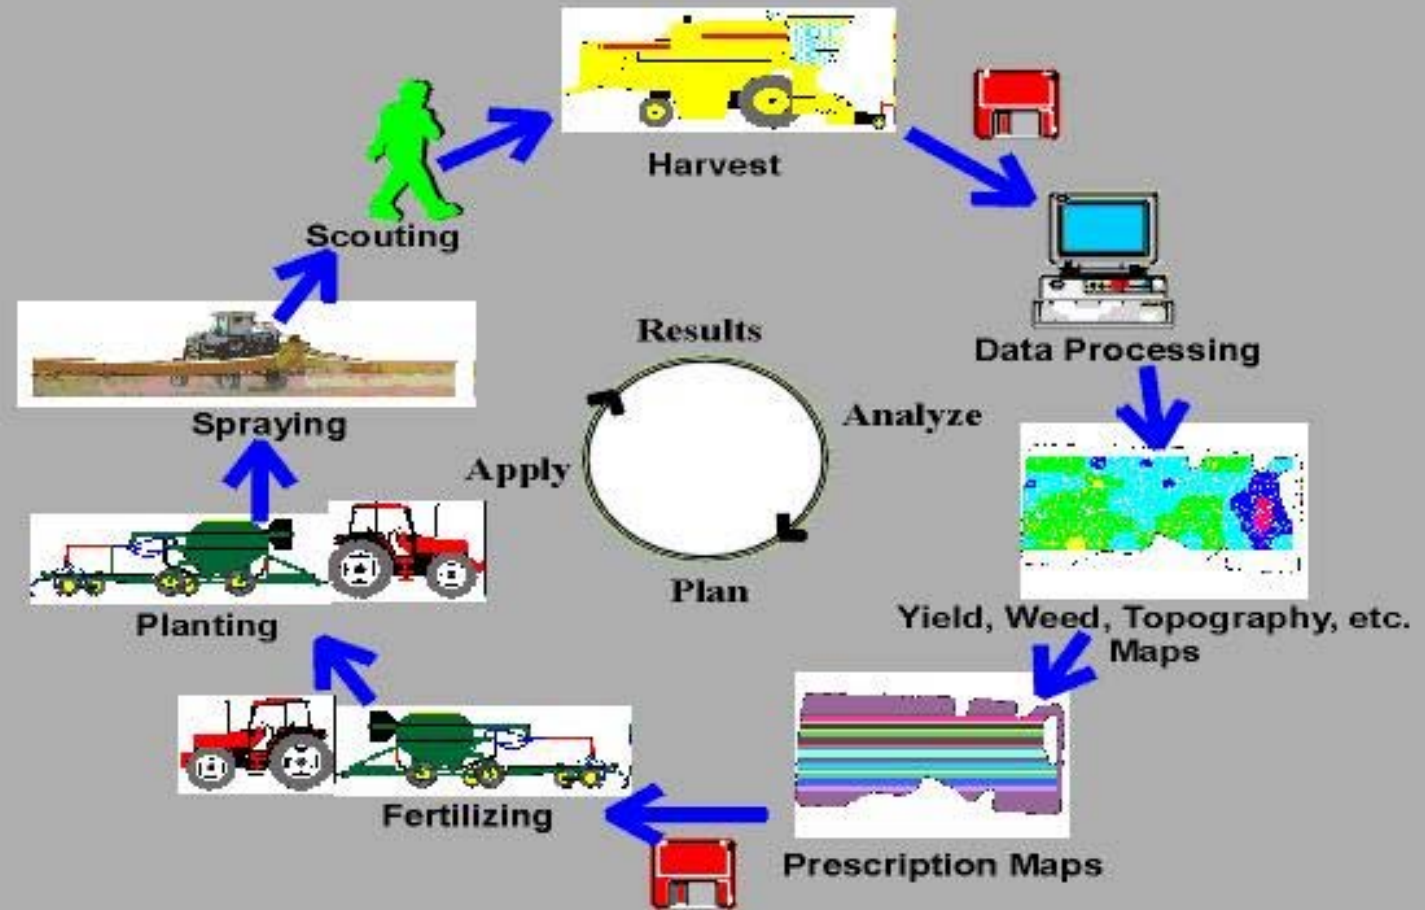 Harvest
Scouting
Data Processing
Results
Spraying
Analyze
Apply
Plan
Planting
Yield, Weed, Topography, etc.
Maps
Fertilizing
Prescription Maps